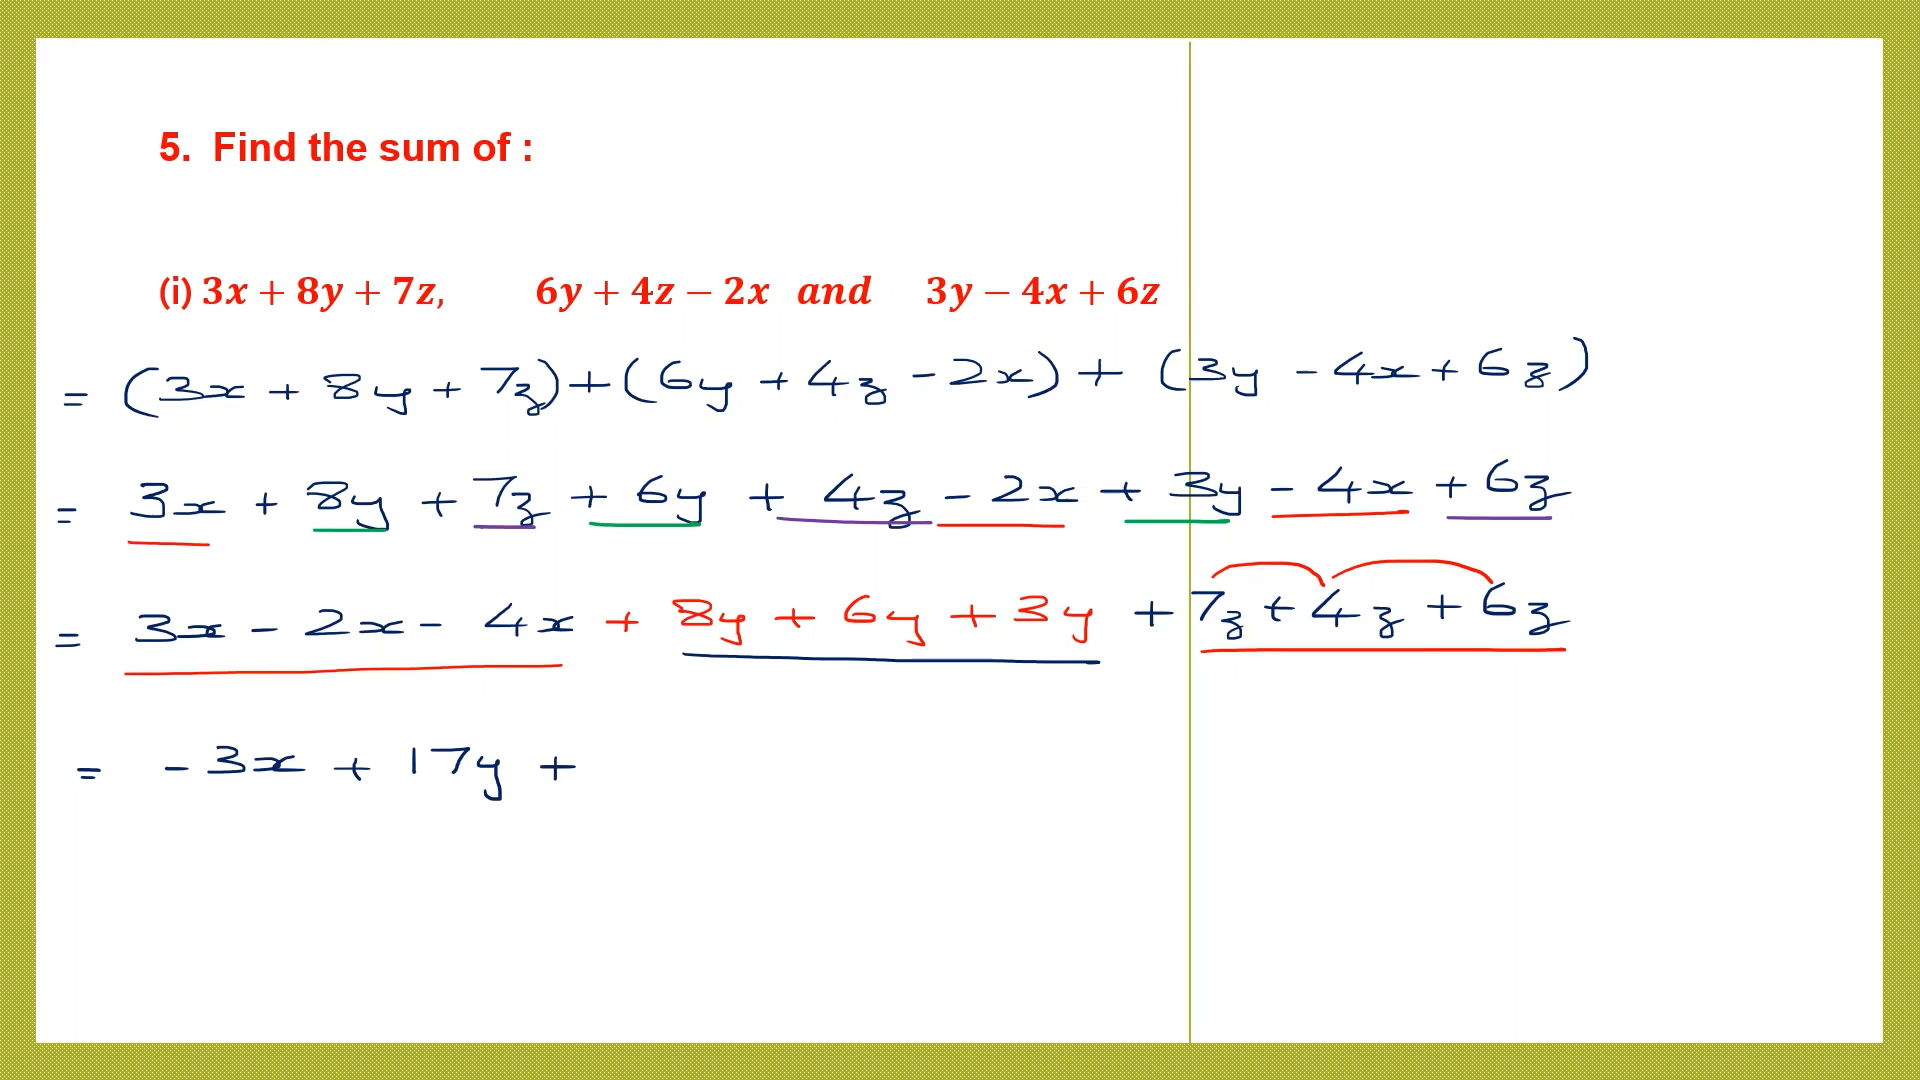 5. Find the sum of :
(i) 3x + 8y + 7z, 6y + 4z − 2x and 3y − 4x + 6z
= (3x + 8y + 7z) + (6y + 4z - 2x) + (3y - 4x + 6z)
= 3x + 8y + 7z + 6y + 4z - 2x + 3y - 4x + 6z
= 3x - 2x - 4x + 8y + 6y + 3y + 7z + 4z + 6z
= - 3x + 17y +